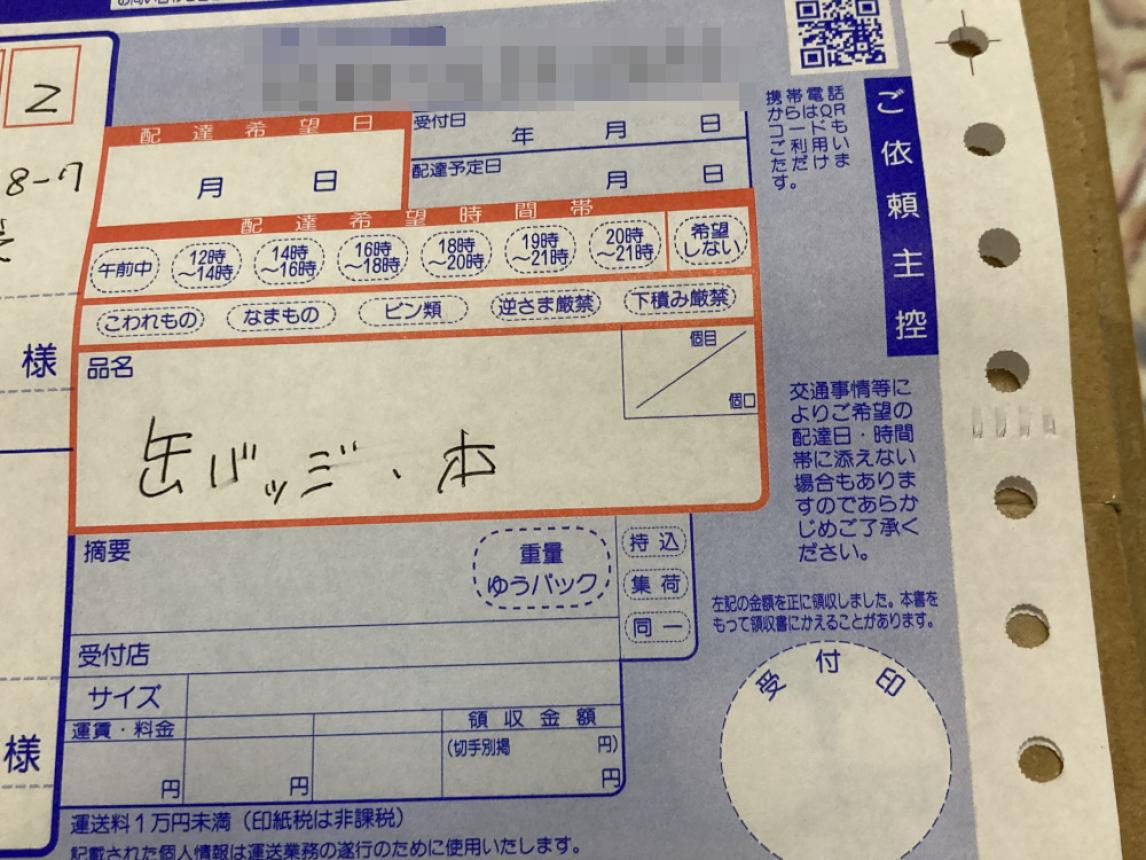 2
8-7
様
様
配達希望日
月 日
受付日 年 月 日
配達予定日 月 日
配達希望時間帯
午前中 12時～14時 14時～16時 16時～18時 18時～20時 19時～21時 20時～21時 希望しない
こわれもの なまもの ビン類 逆さま厳禁 下積み厳禁
品名
個目
個口
缶バッジ、本
摘要
重量
ゆうパック
持込
集荷
同一
受付店
サイズ
運賃・料金 領収金額
(切手別掲 円)
円 円 円
運送料1万円未満（印紙税は非課税）
記載された個人情報は運送業務の遂行のために使用いたします。
携帯電話
からはQR
コードも
ご利用い
ただけま
す。
ご依頼主控
交通事情等に
よりご希望の
配達日・時間
帯に添えない
場合もありま
すのであらか
じめご了承く
ださい。
左記の金額を正に領収しました。本書を
もって領収書にかえることがあります。
受付印